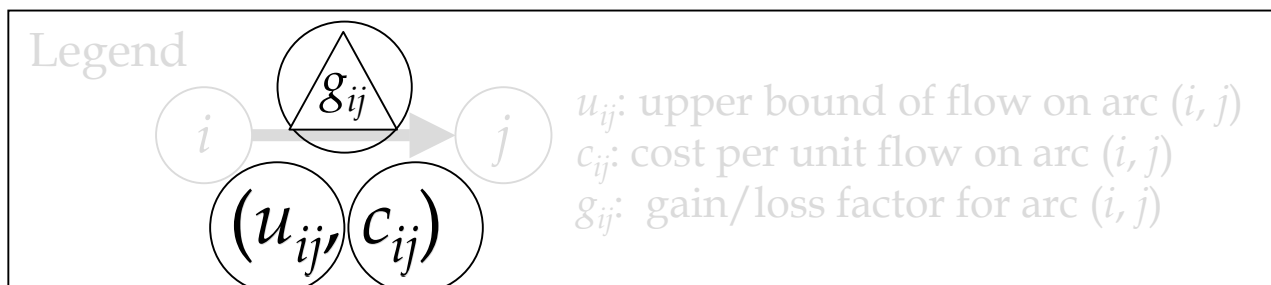 Legend
g_ij
i j
(u_ij, c_ij)
u_ij: upper bound of flow on arc (i, j)
c_ij: cost per unit flow on arc (i, j)
g_ij: gain/loss factor for arc (i, j)